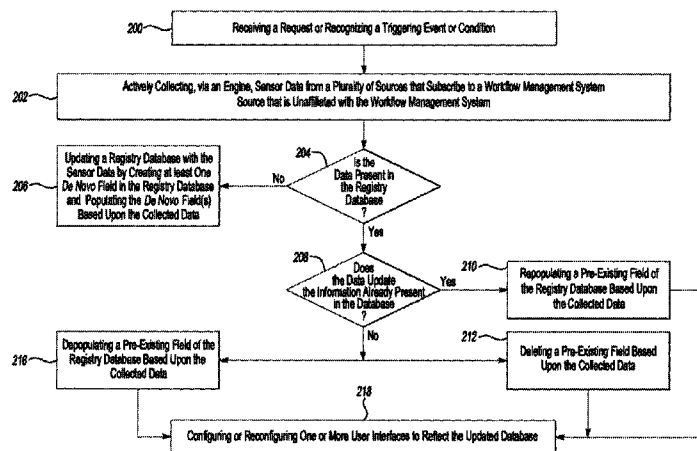 200
Receiving a Request or Recognizing a Triggering Event or Condition
202
Actively Collecting, via an Engine, Sensor Data from a Plurality of Sources that Subscribe to a Workflow Management System
Source that is Unaffiliated with the Workflow Management System
204
Is the
Data Present in
the Registry
Database
?
No
Yes
206
Updating a Registry Database with the
Sensor Data by Creating at least One
De Novo Field in the Registry Database
and Populating the De Novo Field(s)
Based Upon the Collected Data
208
Does
the Data Update
the Information Already Present
in the Database
?
Yes
No
210
Repopulating a Pre-Existing Field of
the Registry Database Based Upon
the Collected Data
216
Depopulating a Pre-Existing Field of the
Registry Database Based Upon the
Collected Data
212
Deleting a Pre-Existing Field Based
Upon the Collected Data
218
Configuring or Reconfiguring One or More User Interfaces to Reflect the Updated Database